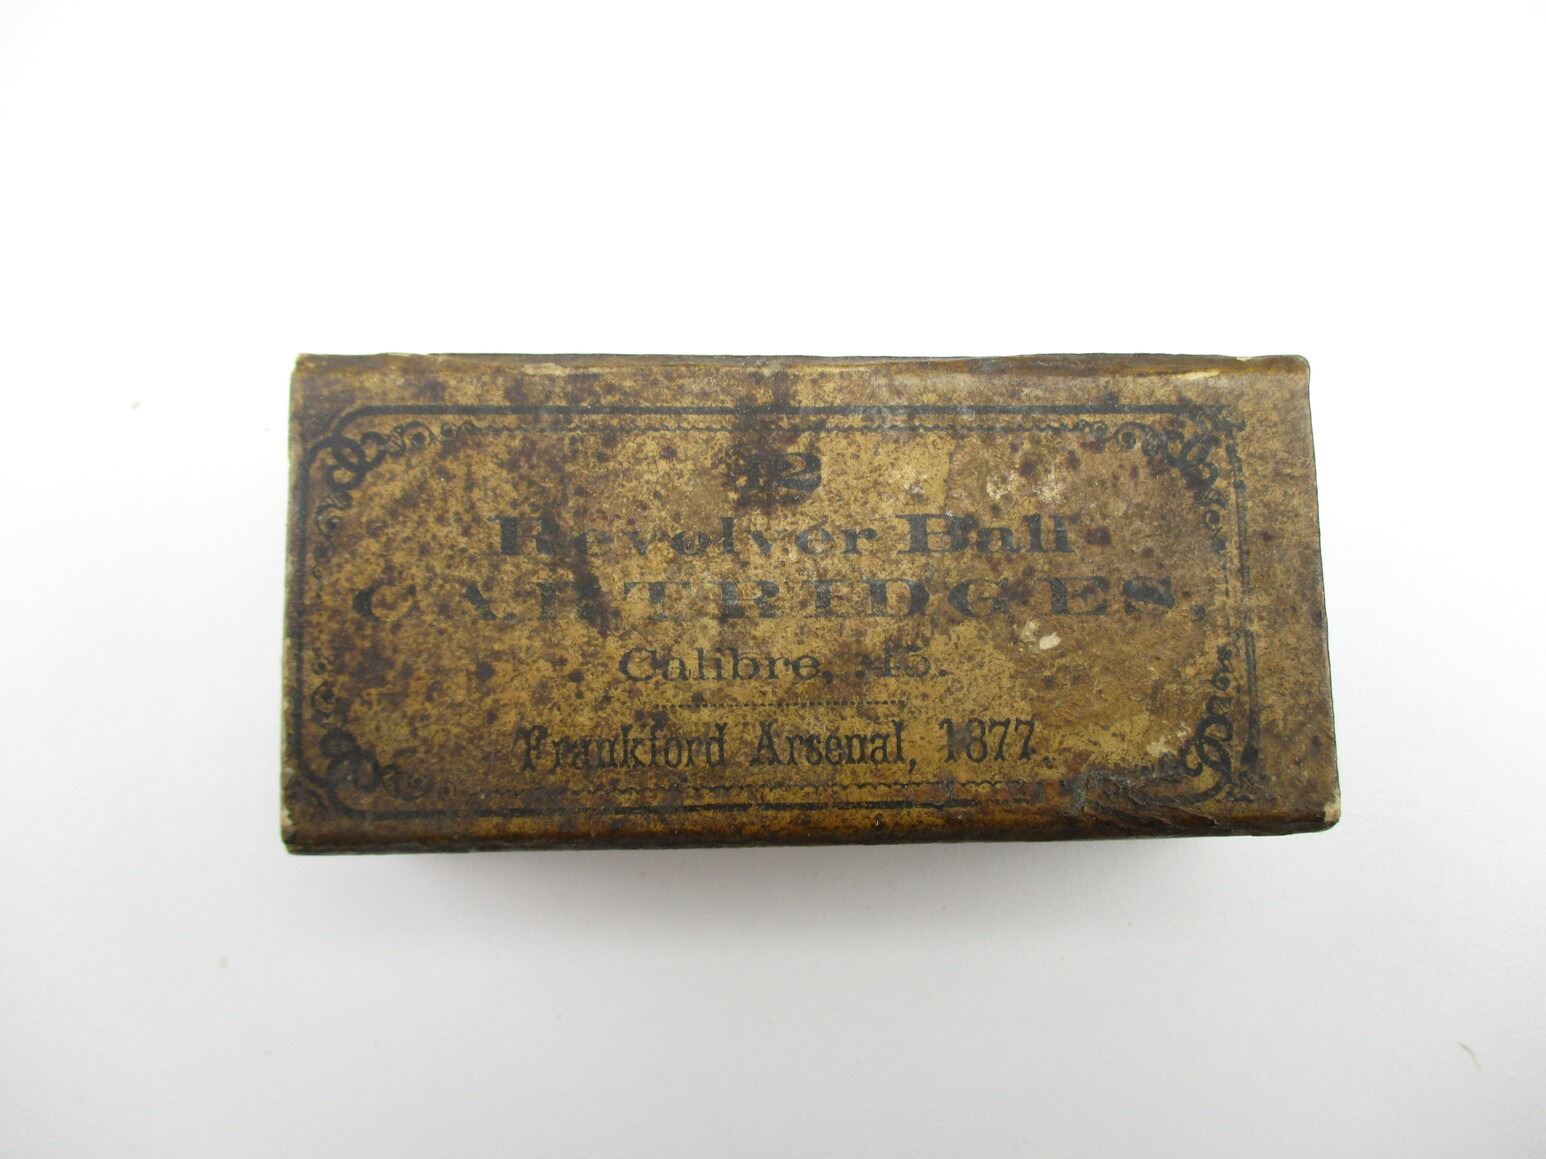 12
Revolver Ball
CARTRIDGES,
Calibre, .45.
Frankford Arsenal, 1877.